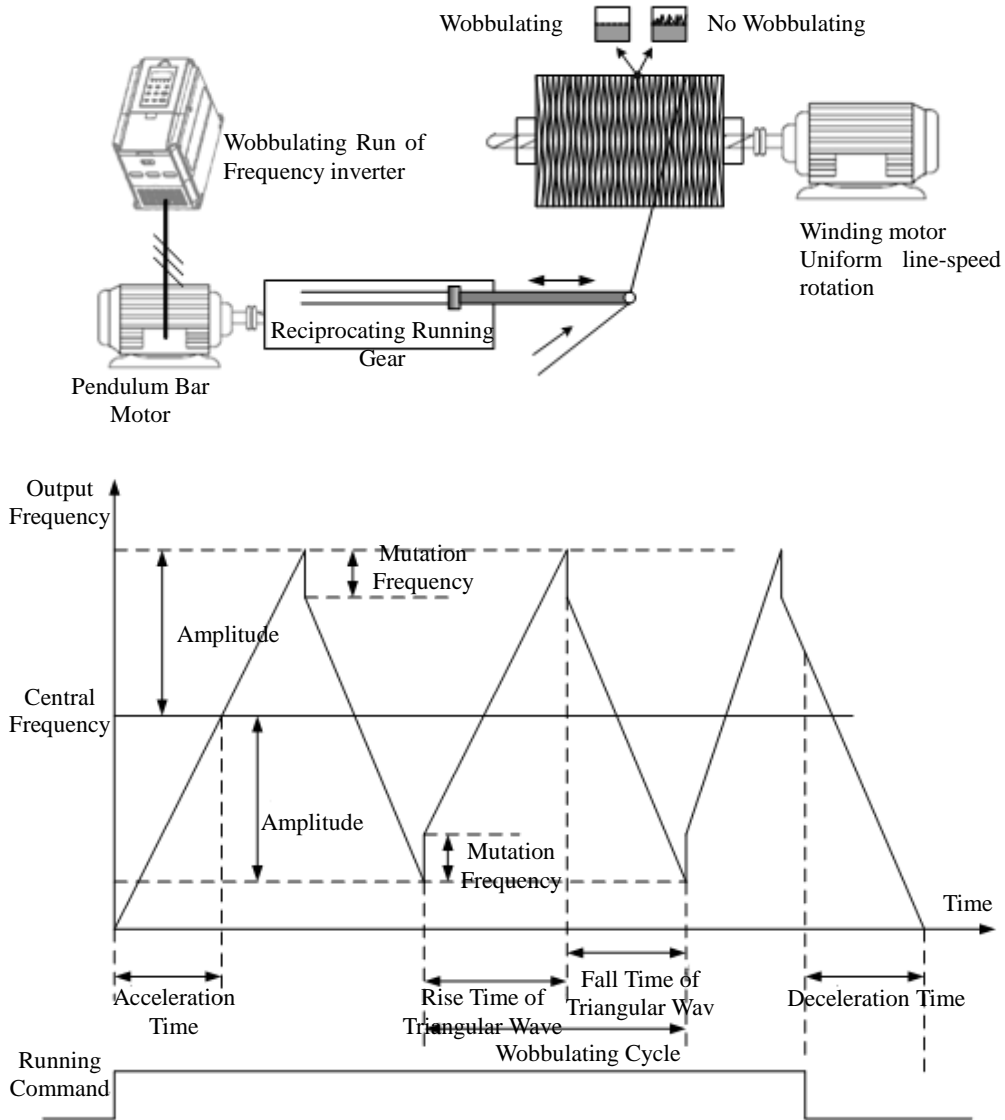 Wobbulating
No Wobbulating
Wobbulating Run of
Frequency inverter
Winding motor
Uniform line-speed
rotation
Reciprocating Running
Gear
Pendulum Bar
Motor
Output
Frequency
Mutation
Frequency
Amplitude
Central
Frequency
Amplitude
Mutation
Frequency
Time
Acceleration
Time
Rise Time of
Triangular Wave
Fall Time of
Triangular Wav
Deceleration Time
Wobbulating Cycle
Running
Command